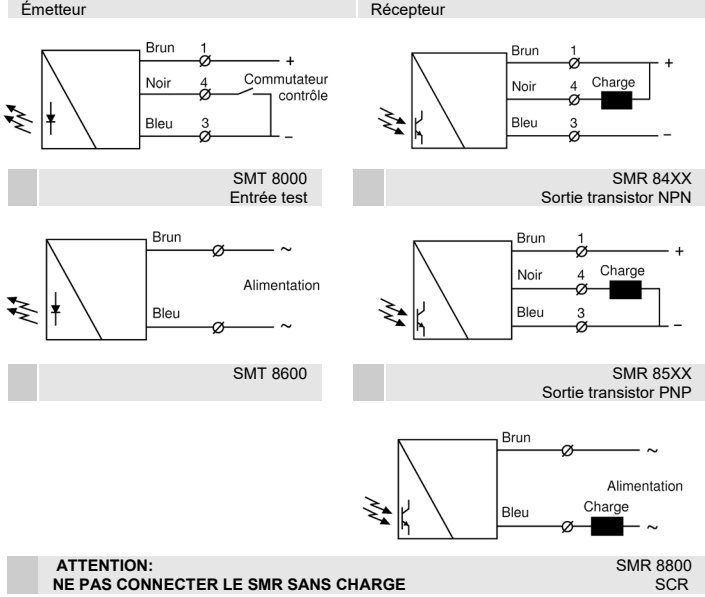 Émetteur
Récepteur
Brun 1
+
Noir 4 Commutateur
contrôle
Bleu 3
–
SMT 8000
Entrée test
Brun 1
+
Noir 4 Charge
Bleu 3
–
SMR 84XX
Sortie transistor NPN
Brun
~
Alimentation
Bleu
~
SMT 8600
Brun 1
+
Noir 4 Charge
Bleu 3
–
SMR 85XX
Sortie transistor PNP
Brun
~
Alimentation
Bleu Charge
~
ATTENTION:
NE PAS CONNECTER LE SMR SANS CHARGE
SMR 8800
SCR